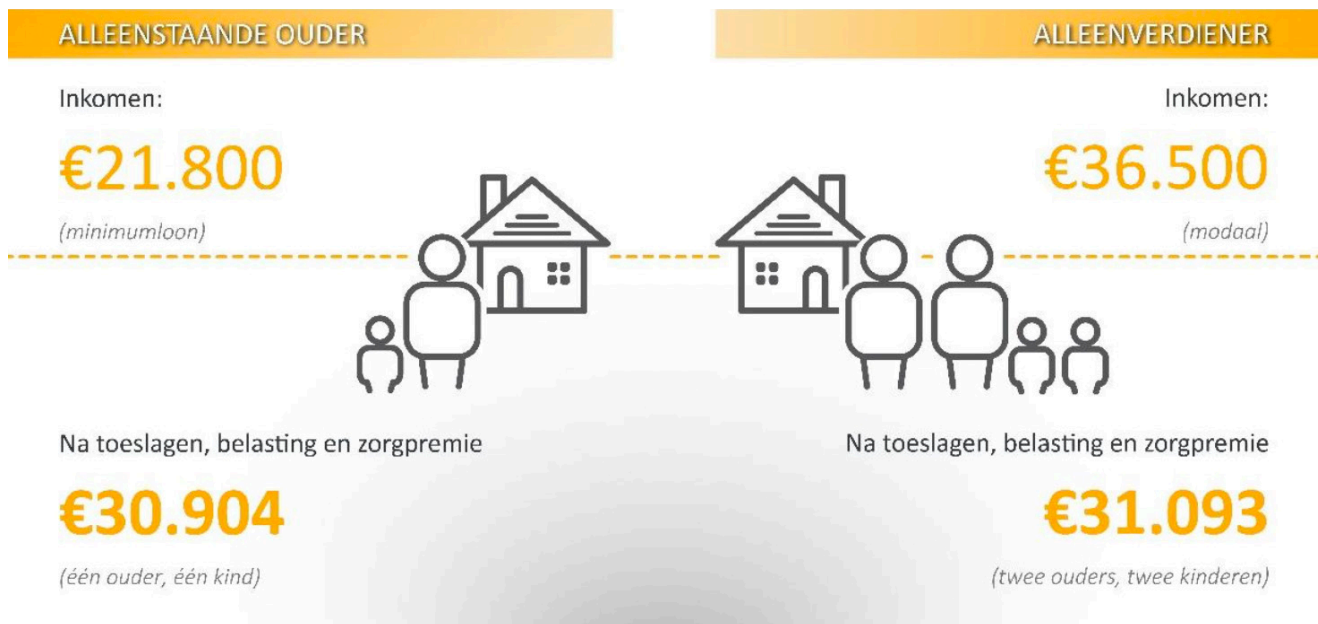 ALLEENSTAANDE OUDER
Inkomen:
€21.800
(minimumloon)
Na toeslagen, belasting en zorgpremie
€30.904
(één ouder, één kind)
ALLEENVERDIENER
Inkomen:
€36.500
(modaal)
Na toeslagen, belasting en zorgpremie
€31.093
(twee ouders, twee kinderen)